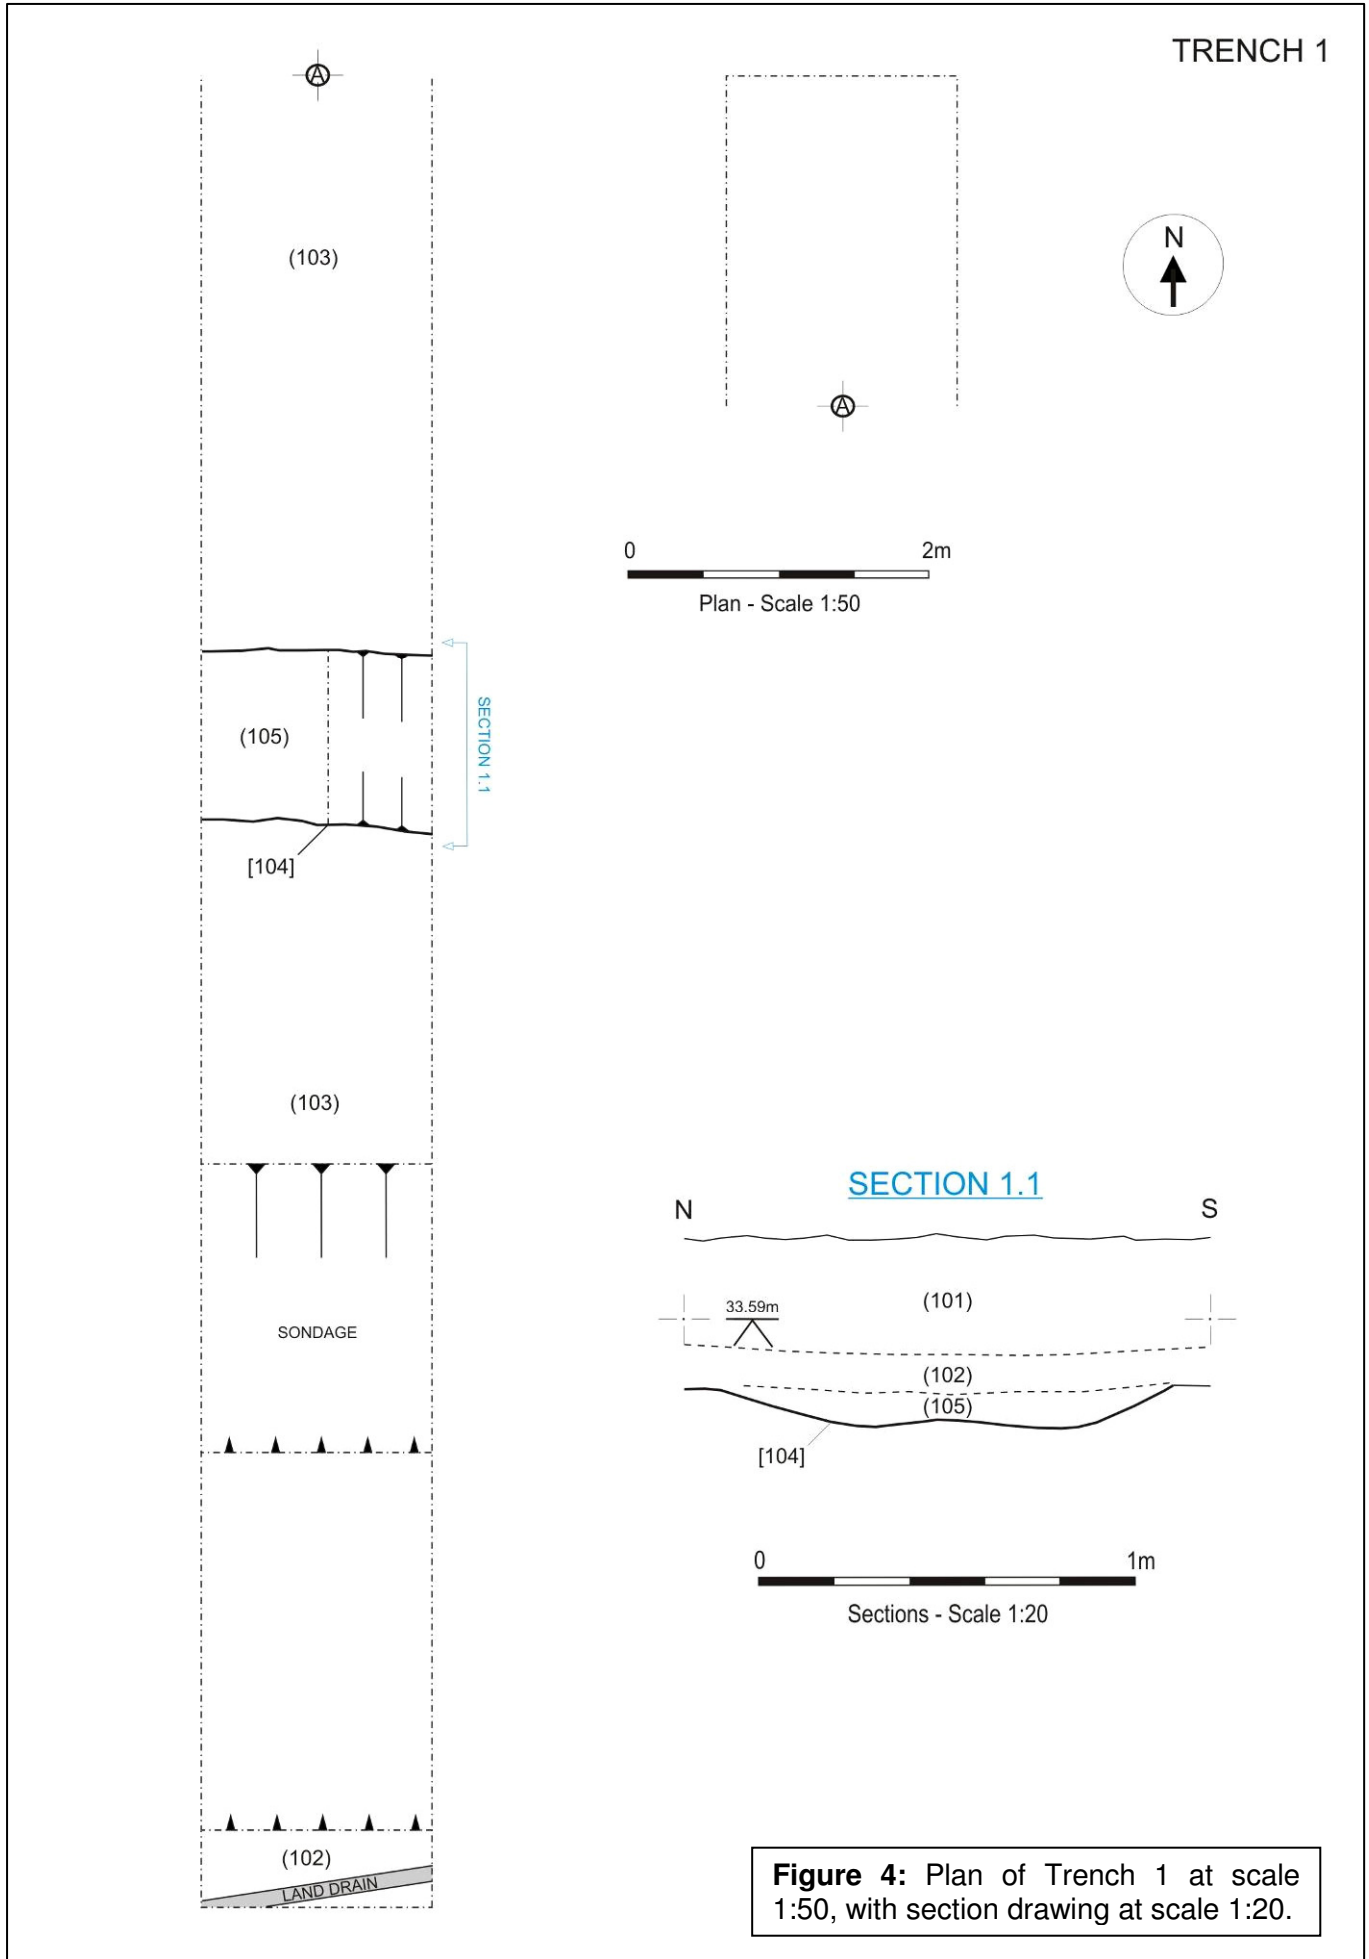 TRENCH 1
A
(103)
N
A
0 2m
Plan - Scale 1:50
(105)
SECTION 1.1
[104]
(103)
SONDAGE
(102)
LAND DRAIN
SECTION 1.1
N S
(101)
33.59m
(102)
(105)
[104]
0 1m
Sections - Scale 1:20
Figure 4: Plan of Trench 1 at scale
1:50, with section drawing at scale 1:20.